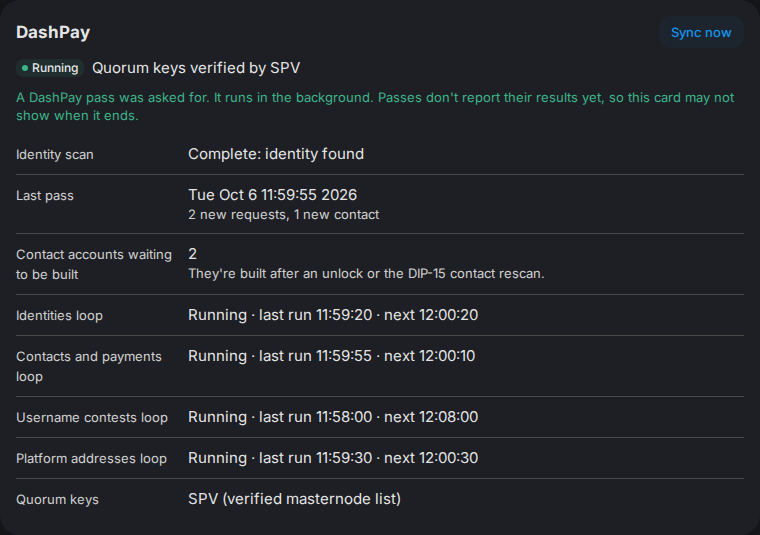 DashPay
Sync now
Running
Quorum keys verified by SPV
A DashPay pass was asked for. It runs in the background. Passes don't report their results yet, so this card may not
show when it ends.
Identity scan
Complete: identity found
Last pass
Tue Oct 6 11:59:55 2026
2 new requests, 1 new contact
Contact accounts waiting
to be built
2
They're built after an unlock or the DIP-15 contact rescan.
Identities loop
Running · last run 11:59:20 · next 12:00:20
Contacts and payments
loop
Running · last run 11:59:55 · next 12:00:10
Username contests loop
Running · last run 11:58:00 · next 12:08:00
Platform addresses loop
Running · last run 11:59:30 · next 12:00:30
Quorum keys
SPV (verified masternode list)